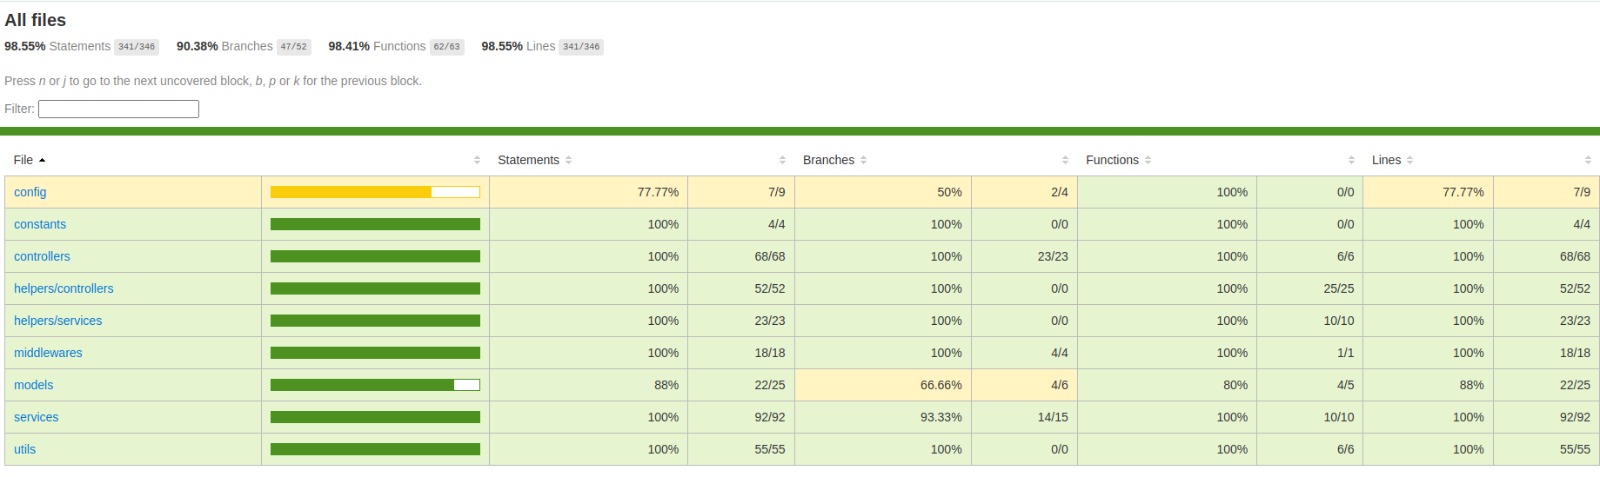 All files
98.55% Statements 341/346 90.38% Branches 47/52 98.41% Functions 62/63 98.55% Lines 341/346
Press n or j to go to the next uncovered block, b, p or k for the previous block.
Filter:
File Statements Branches Functions Lines
config 77.77% 7/9 50% 2/4 100% 0/0 77.77% 7/9
constants 100% 4/4 100% 0/0 100% 0/0 100% 4/4
controllers 100% 68/68 100% 23/23 100% 6/6 100% 68/68
helpers/controllers 100% 52/52 100% 0/0 100% 25/25 100% 52/52
helpers/services 100% 23/23 100% 0/0 100% 10/10 100% 23/23
middlewares 100% 18/18 100% 4/4 100% 1/1 100% 18/18
models 88% 22/25 66.66% 4/6 80% 4/5 88% 22/25
services 100% 92/92 93.33% 14/15 100% 10/10 100% 92/92
utils 100% 55/55 100% 0/0 100% 6/6 100% 55/55